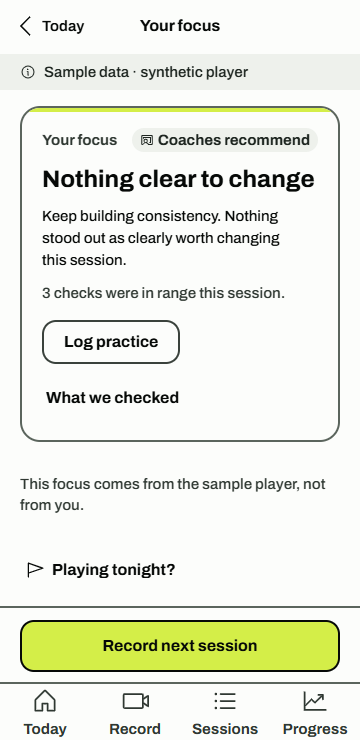 Today
Your focus
Sample data · synthetic player
Your focus
Coaches recommend
Nothing clear to change
Keep building consistency. Nothing
stood out as clearly worth changing
this session.
3 checks were in range this session.
Log practice
What we checked
This focus comes from the sample player, not
from you.
Playing tonight?
Record next session
Today
Record
Sessions
Progress